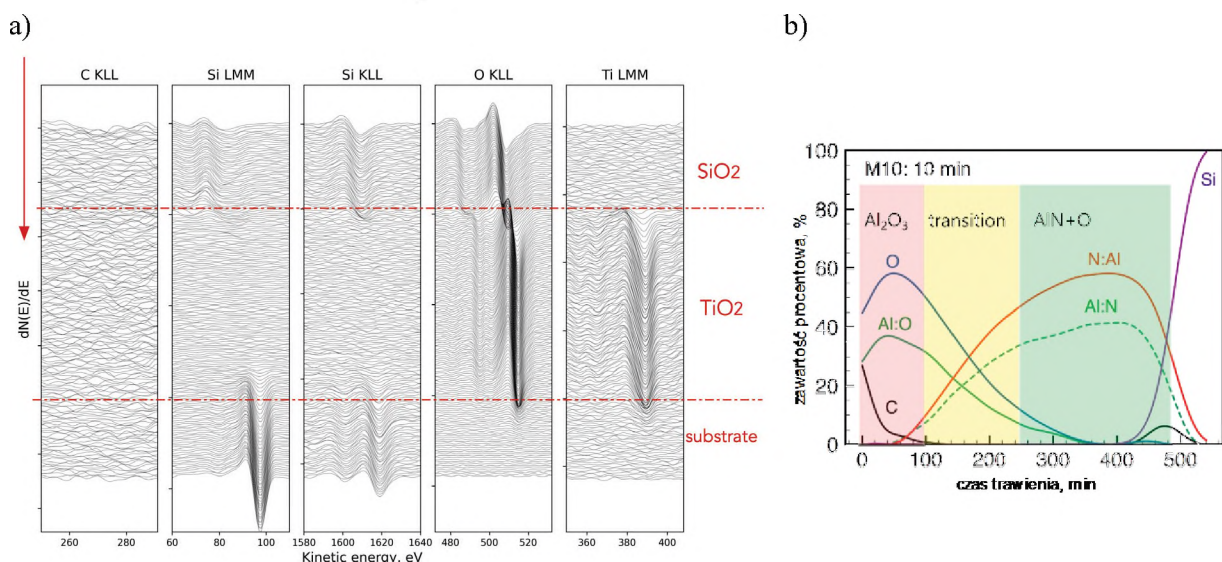 a)
C KLL
Si LMM
Si KLL
O KLL
Ti LMM
SiO2
TiO2
substrate
dN(E)/dE
260 280
60 80 100
1580 1600 1620 1640
480 500 520
360 380 400
Kinetic energy, eV
b)
M10: 10 min
Al₂O₃ transition AlN+O
Si
O
Al:O
C
N:Al
Al:N
zawartość procentowa, %
100
80
60
40
20
0
0 100 200 300 400 500
czas trawienia, min